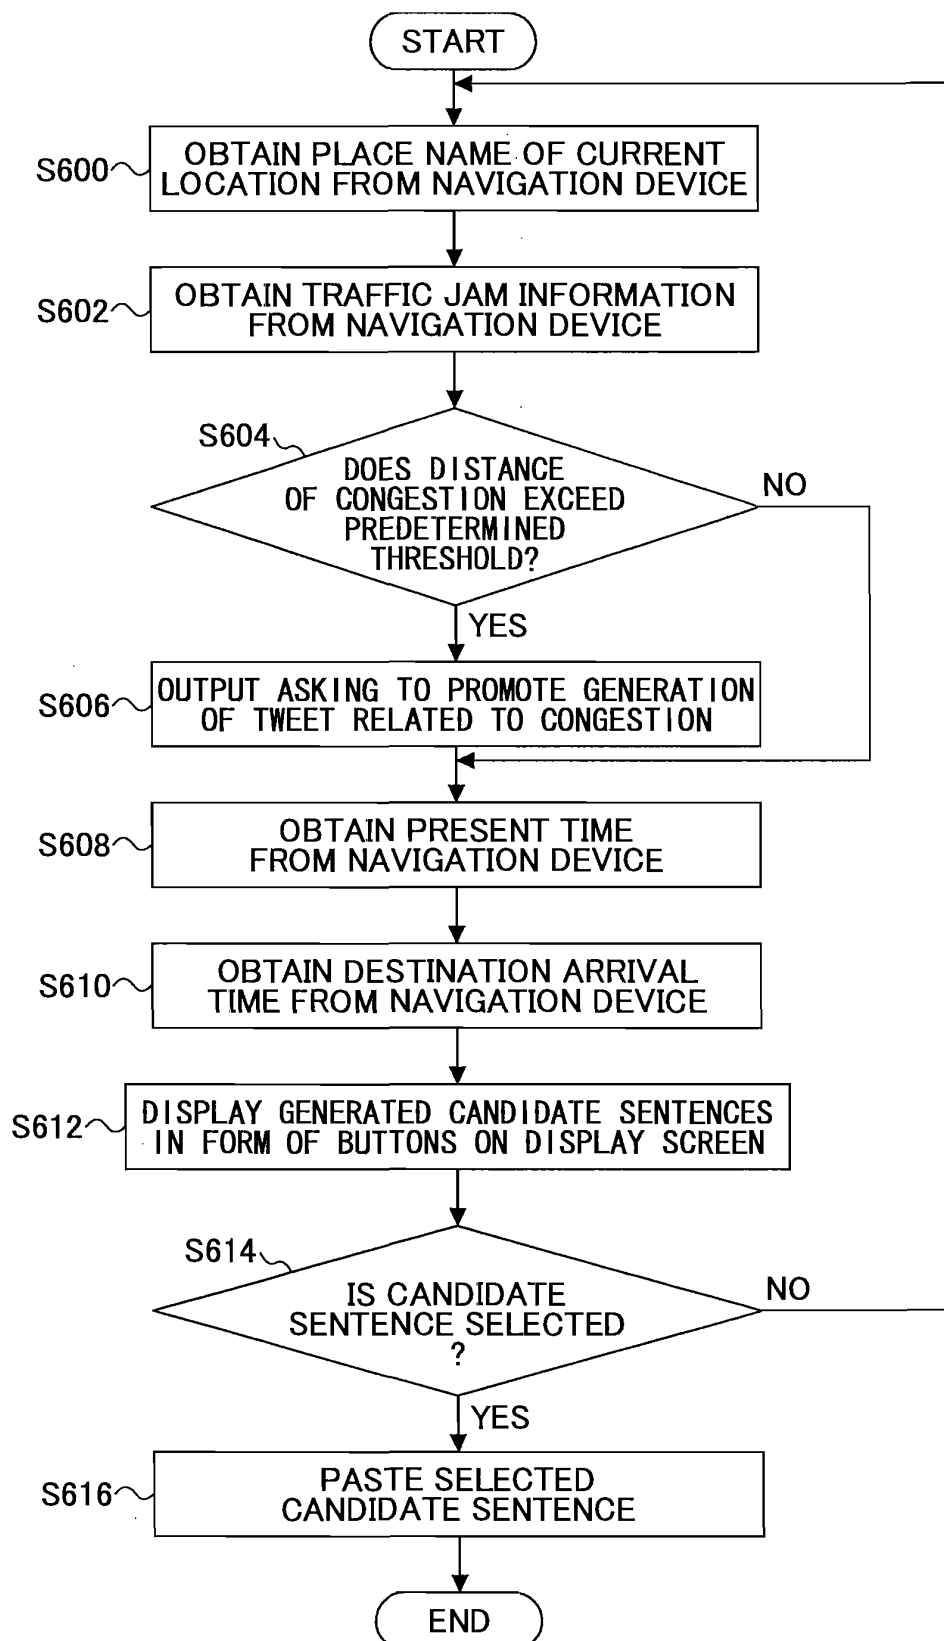 START
S600
OBTAIN PLACE NAME OF CURRENT
LOCATION FROM NAVIGATION DEVICE
S602
OBTAIN TRAFFIC JAM INFORMATION
FROM NAVIGATION DEVICE
S604
DOES DISTANCE
OF CONGESTION EXCEED
PREDETERMINED
THRESHOLD?
NO
YES
S606
OUTPUT ASKING TO PROMOTE GENERATION
OF TWEET RELATED TO CONGESTION
S608
OBTAIN PRESENT TIME
FROM NAVIGATION DEVICE
S610
OBTAIN DESTINATION ARRIVAL
TIME FROM NAVIGATION DEVICE
S612
DISPLAY GENERATED CANDIDATE SENTENCES
IN FORM OF BUTTONS ON DISPLAY SCREEN
S614
IS CANDIDATE
SENTENCE SELECTED
?
NO
YES
S616
PASTE SELECTED
CANDIDATE SENTENCE
END